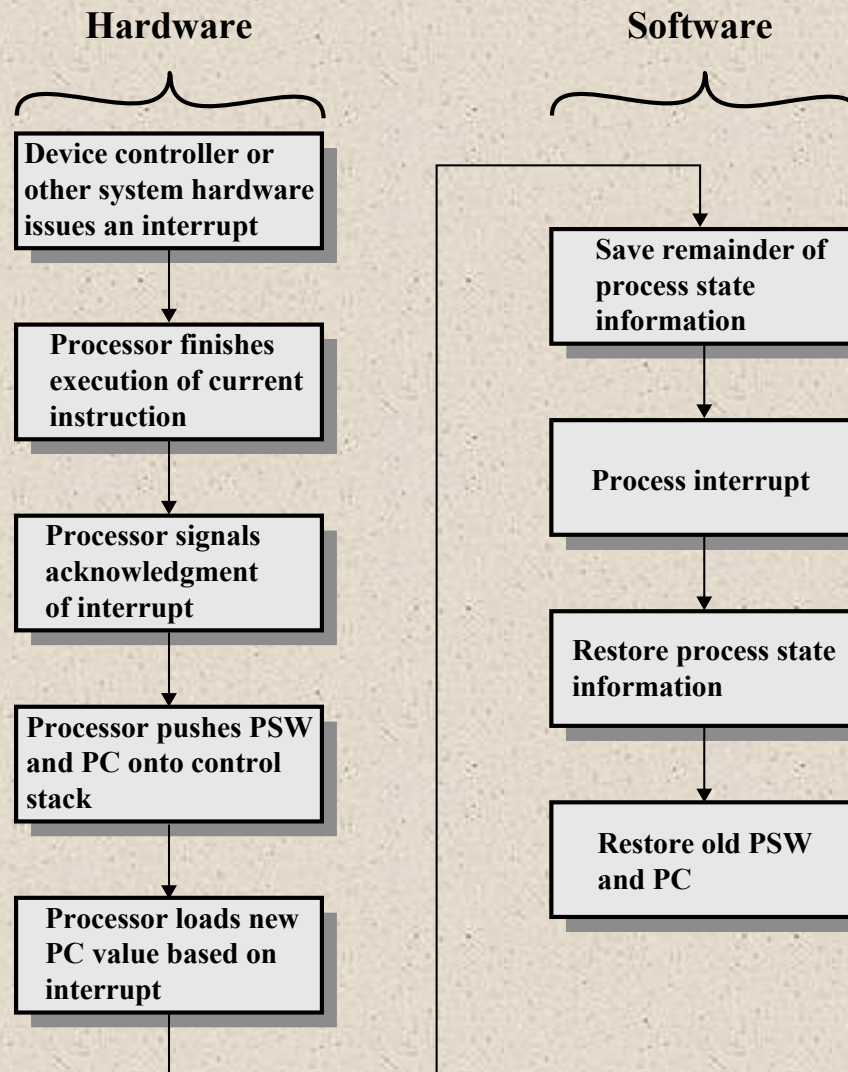 Hardware
Device controller or
other system hardware
issues an interrupt
Processor finishes
execution of current
instruction
Processor signals
acknowledgment
of interrupt
Processor pushes PSW
and PC onto control
stack
Processor loads new
PC value based on
interrupt
Software
Save remainder of
process state
information
Process interrupt
Restore process state
information
Restore old PSW
and PC